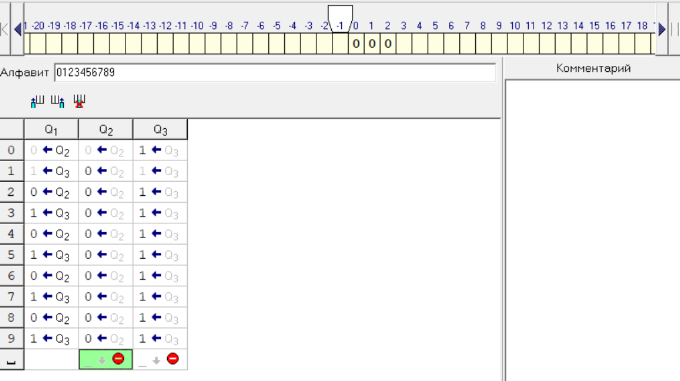 -20 -19 -18 -17 -16 -15 -14 -13 -12 -11 -10 -9 -8 -7 -6 -5 -4 -3 -2 -1 0 1 2 3 4 5 6 7 8 9 10 11 12 13 14 15 16 17 18
0 0 0
Алфавит 0123456789
Комментарий
Q1 Q2 Q3
0 0 ← Q2 0 ← Q2 1 ← Q3
1 1 ← Q3 0 ← Q2 1 ← Q3
2 0 ← Q2 0 ← Q2 1 ← Q3
3 1 ← Q3 0 ← Q2 1 ← Q3
4 0 ← Q2 0 ← Q2 1 ← Q3
5 1 ← Q3 0 ← Q2 1 ← Q3
6 0 ← Q2 0 ← Q2 1 ← Q3
7 1 ← Q3 0 ← Q2 1 ← Q3
8 0 ← Q2 0 ← Q2 1 ← Q3
9 1 ← Q3 0 ← Q2 1 ← Q3
␣ _ ↓ _ ↓